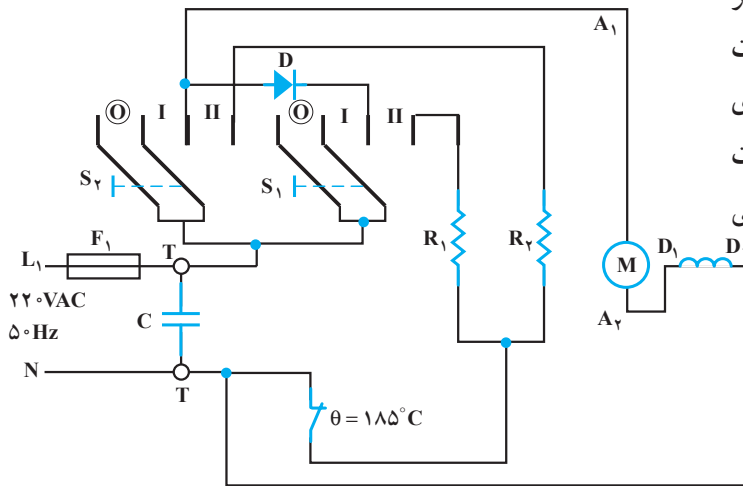 A۱
D
O I II O I II
S۲ S۱
R۱ R۲
M D۱ D
A۲
L۱ F۱ T
۲۲۰VAC
C
۵۰Hz
N
T
θ = ۱۸۵°C